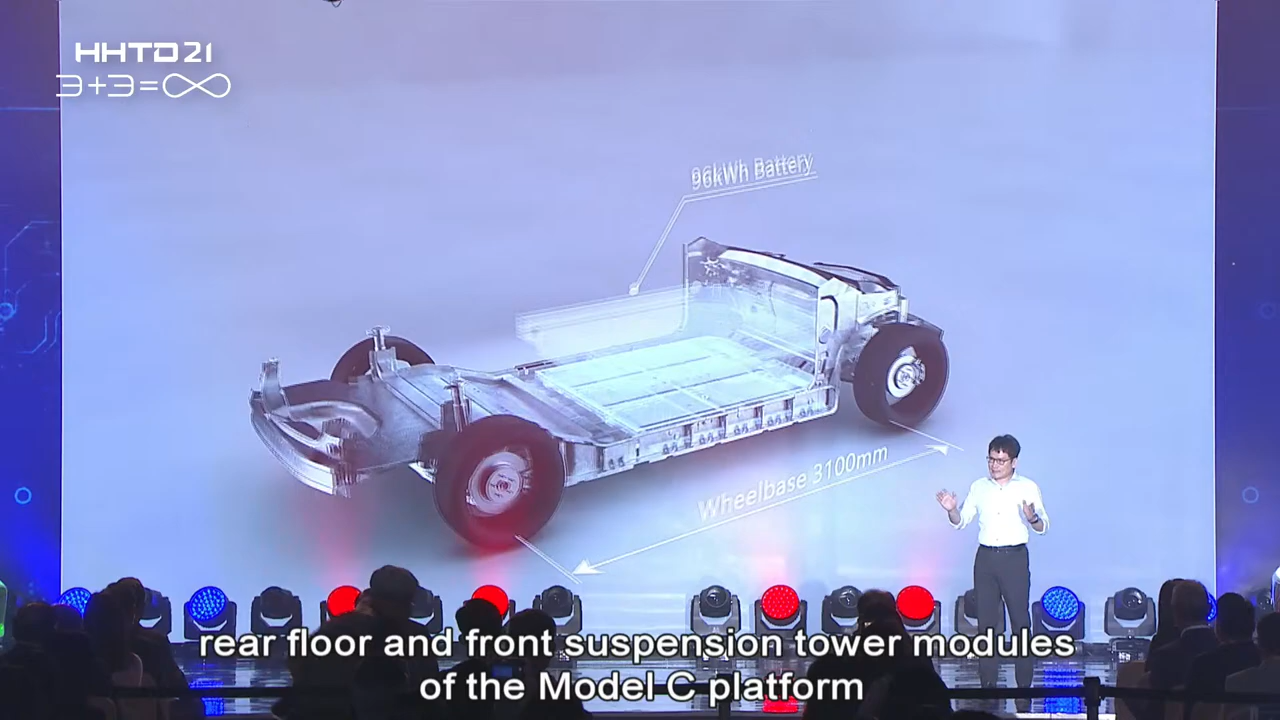 HHTD21
3+3=∞
96kWh Battery
Wheelbase 3100mm
rear floor and front suspension tower modules
of the Model C platform